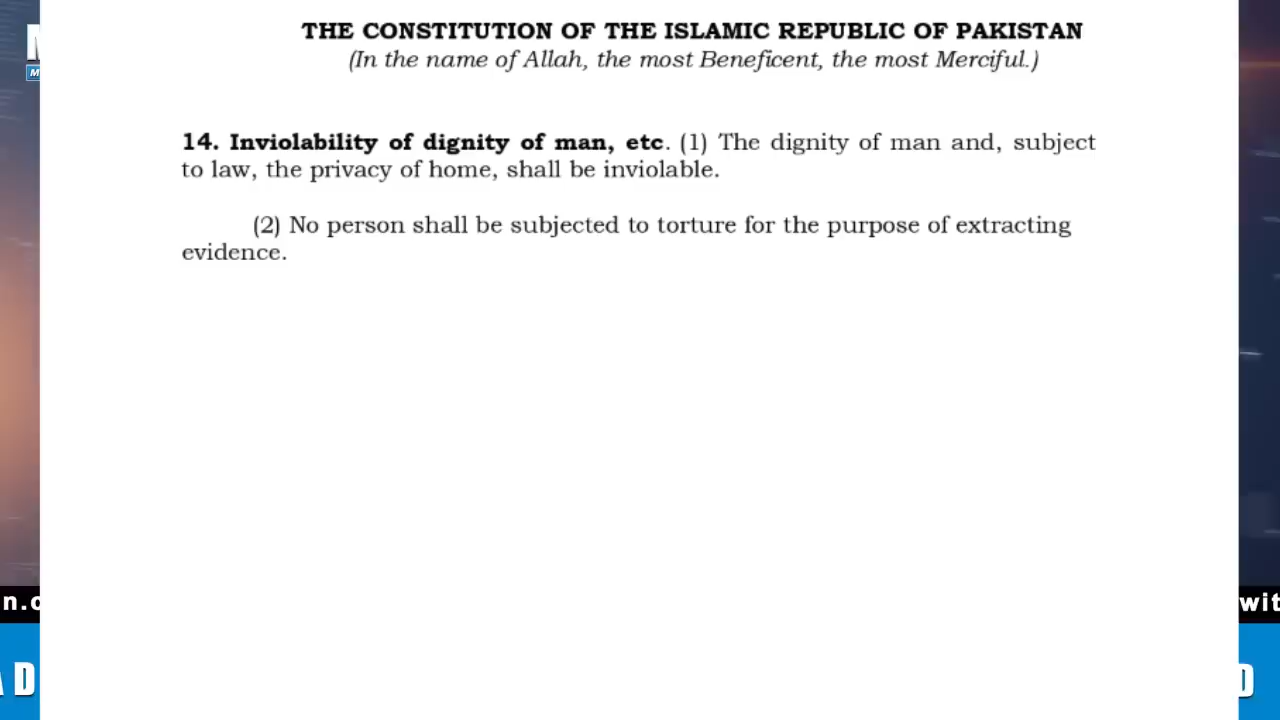 THE CONSTITUTION OF THE ISLAMIC REPUBLIC OF PAKISTAN
(In the name of Allah, the most Beneficent, the most Merciful.)
14. Inviolability of dignity of man, etc. (1) The dignity of man and, subject
to law, the privacy of home, shall be inviolable.
(2) No person shall be subjected to torture for the purpose of extracting
evidence.
n.c
wit
AD
D